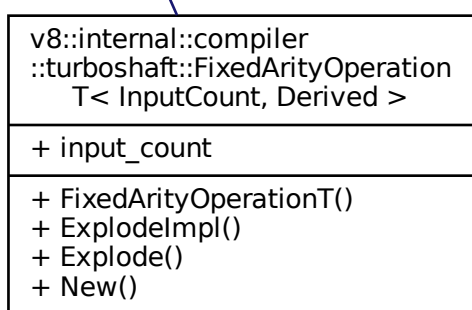 v8::internal::compiler
::turboshaft::FixedArityOperation
T< InputCount, Derived >
+ input_count
+ FixedArityOperationT()
+ ExplodeImpl()
+ Explode()
+ New()